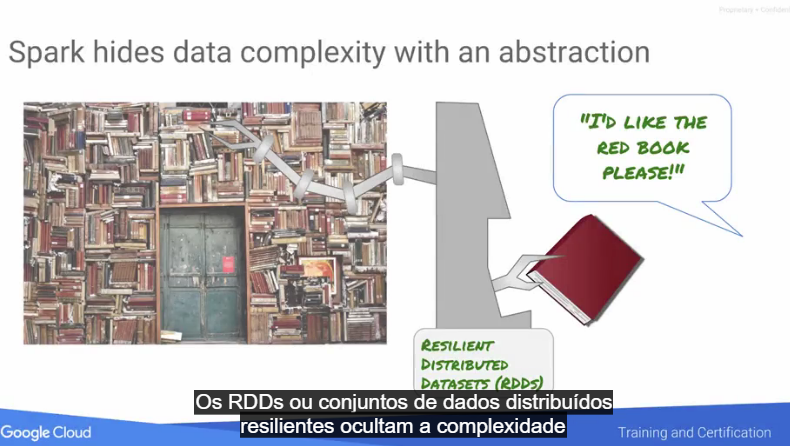 Proprietary + Confidential
Spark hides data complexity with an abstraction
"I'D LIKE THE
RED BOOK
PLEASE!"
RESILIENT
DISTRIBUTED
DATASETS (RDDS)
Os RDDs ou conjuntos de dados distribuídos
resilientes ocultam a complexidade
Google Cloud
Training and Certification